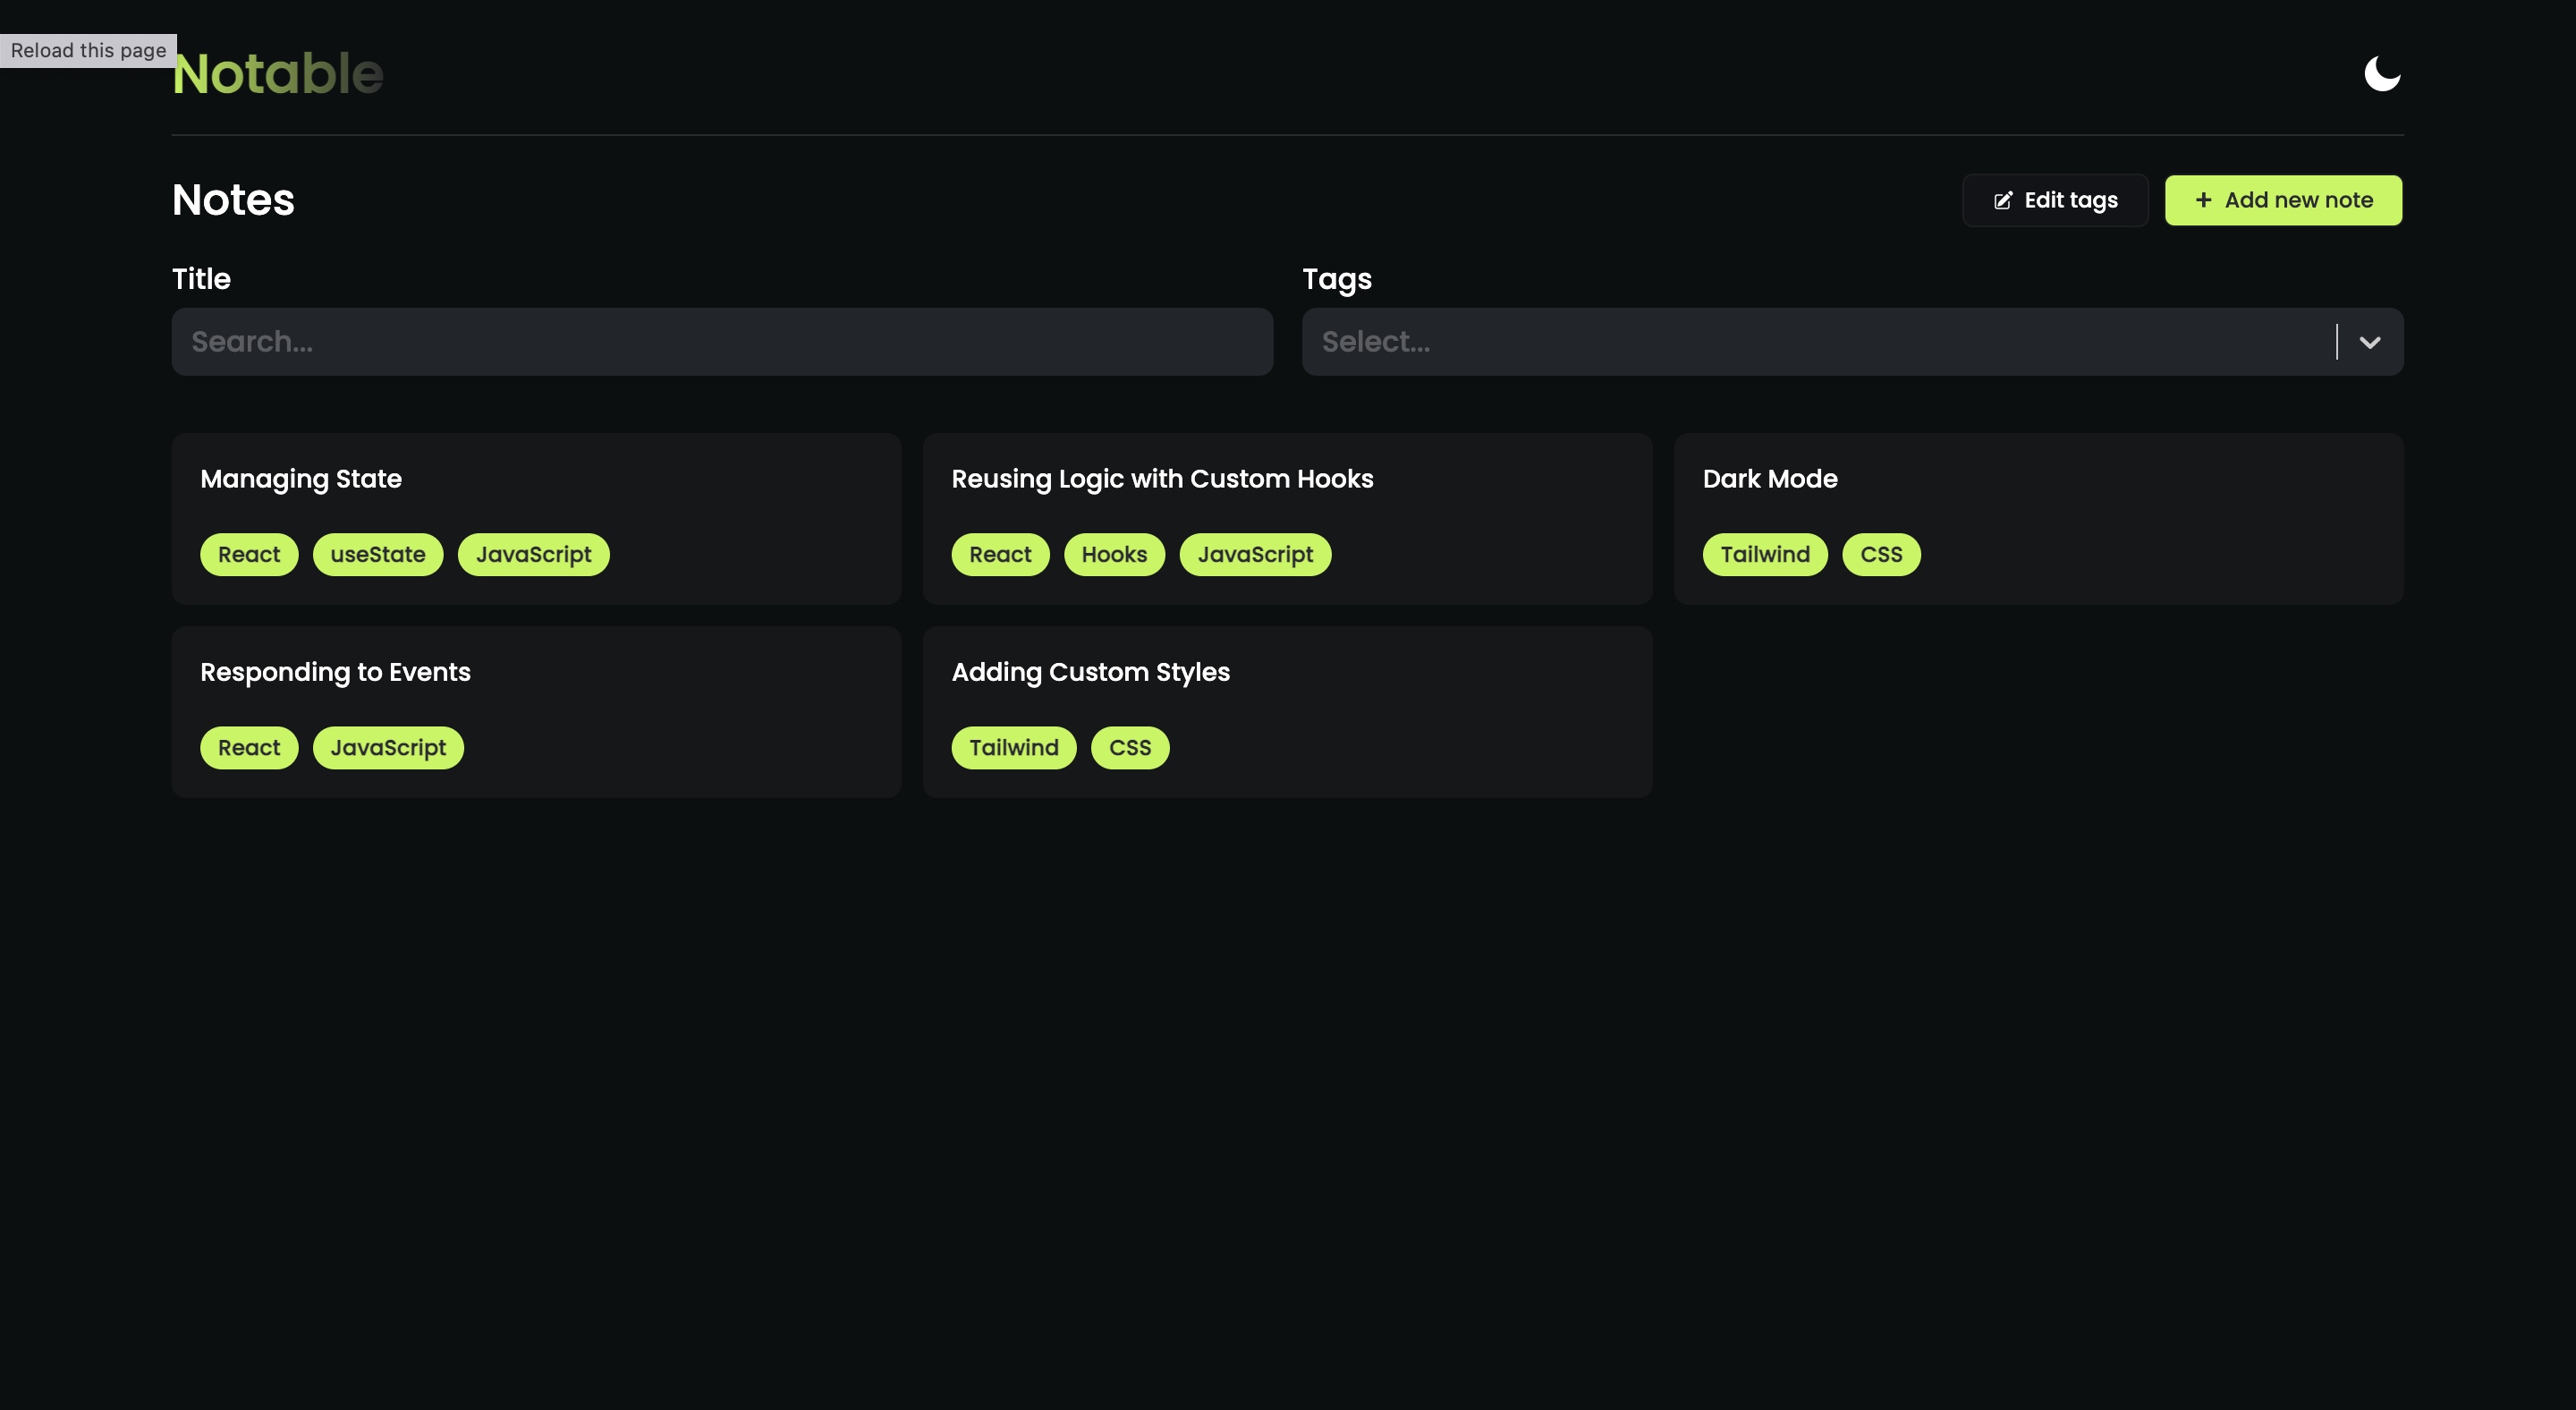 Reload this page
Notable
Notes
Edit tags
+ Add new note
Title
Tags
Search...
Select...
Managing State
React useState JavaScript
Reusing Logic with Custom Hooks
React Hooks JavaScript
Dark Mode
Tailwind CSS
Responding to Events
React JavaScript
Adding Custom Styles
Tailwind CSS